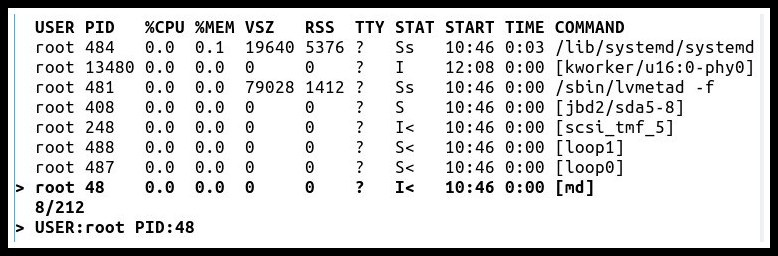 USER PID %CPU %MEM VSZ RSS TTY STAT START TIME COMMAND
root 484 0.0 0.1 19640 5376 ? Ss 10:46 0:03 /lib/systemd/systemd
root 13480 0.0 0.0 0 0 ? I 12:08 0:00 [kworker/u16:0-phy0]
root 481 0.0 0.0 79028 1412 ? Ss 10:46 0:00 /sbin/lvmetad -f
root 408 0.0 0.0 0 0 ? S 10:46 0:00 [jbd2/sda5-8]
root 248 0.0 0.0 0 0 ? I< 10:46 0:00 [scsi_tmf_5]
root 488 0.0 0.0 0 0 ? S< 10:46 0:00 [loop1]
root 487 0.0 0.0 0 0 ? S< 10:46 0:00 [loop0]
> root 48 0.0 0.0 0 0 ? I< 10:46 0:00 [md]
8/212
> USER:root PID:48